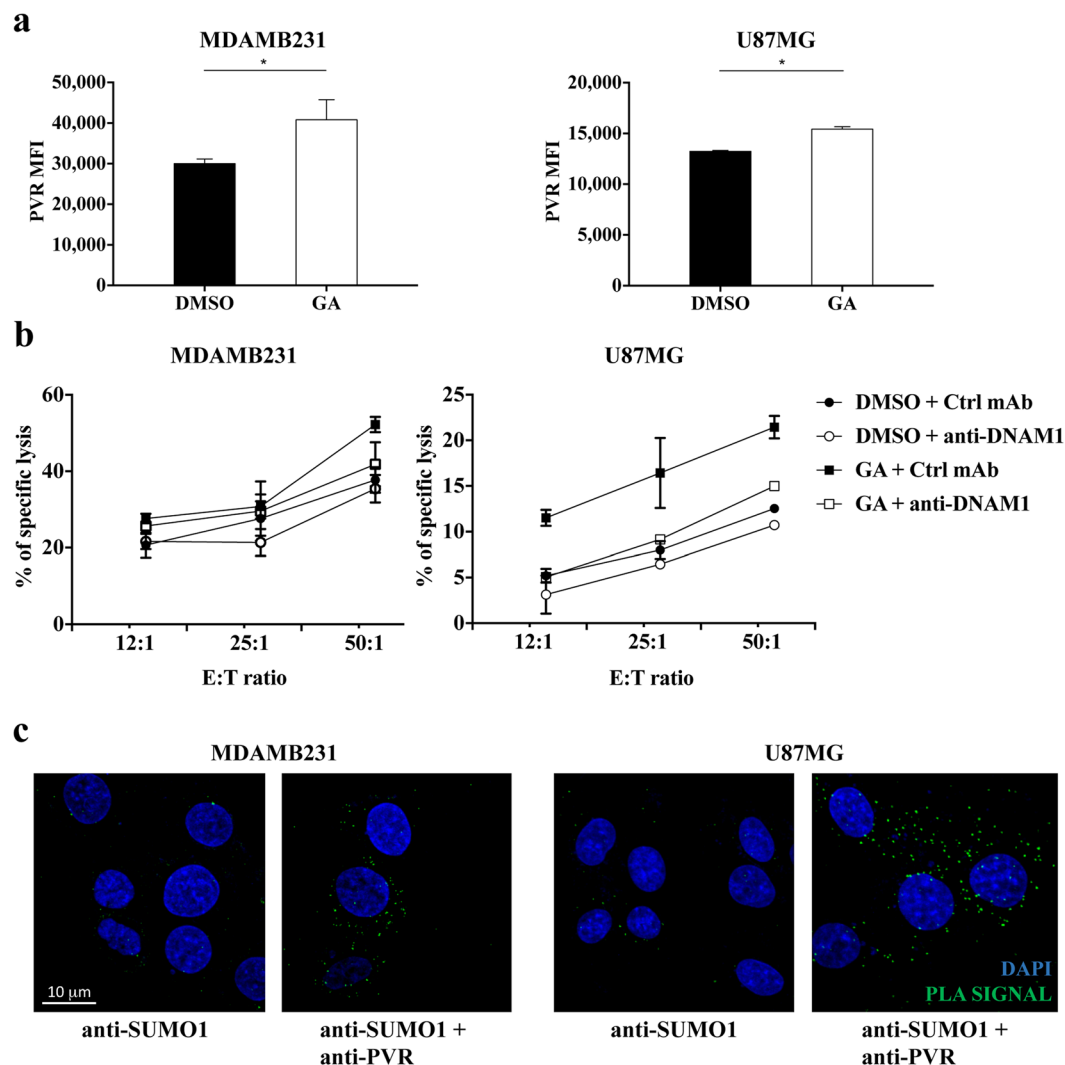 a
MDAMB231
U87MG
*
*
PVR MFI
50,000
40,000
30,000
20,000
10,000
0
DMSO
GA
PVR MFI
20,000
15,000
10,000
5,000
0
DMSO
GA
b
MDAMB231
U87MG
% of specific lysis
60
40
20
0
12:1
25:1
50:1
E:T ratio
% of specific lysis
25
20
15
10
5
0
12:1
25:1
50:1
E:T ratio
DMSO + Ctrl mAb
DMSO + anti-DNAM1
GA + Ctrl mAb
GA + anti-DNAM1
c
MDAMB231
U87MG
10 μm
DAPI
PLA SIGNAL
anti-SUMO1
anti-SUMO1 +
anti-PVR
anti-SUMO1
anti-SUMO1 +
anti-PVR